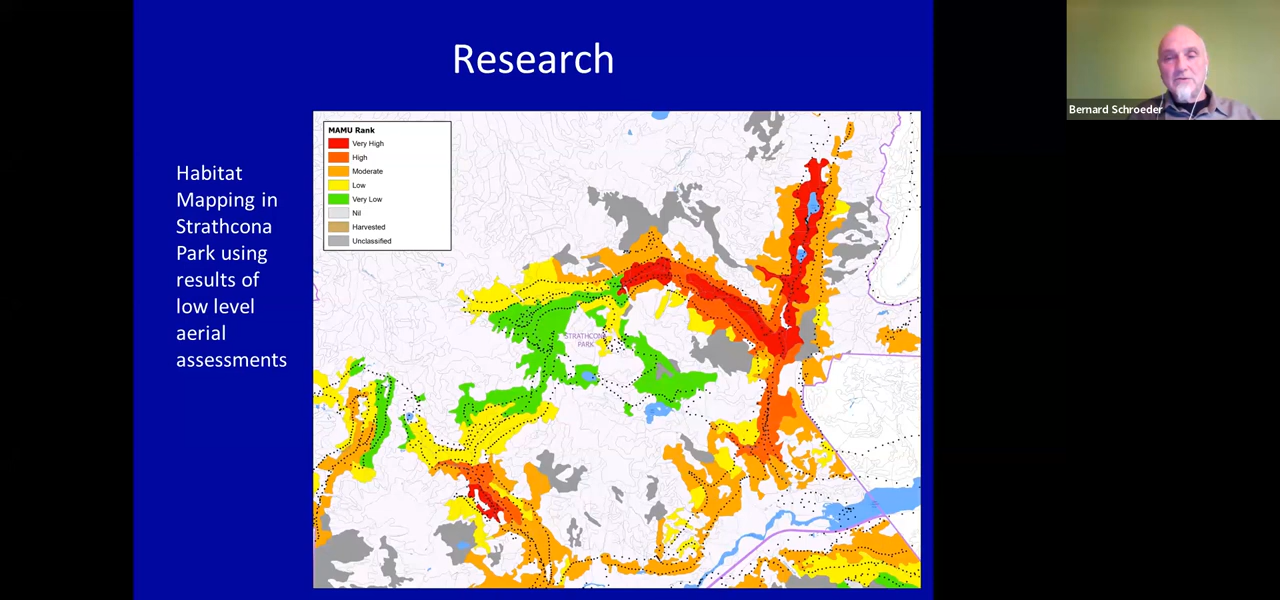 Research
Bernard Schroeder
Habitat
Mapping in
Strathcona
Park using
results of
low level
aerial
assessments
MAMU Rank
Very High
High
Moderate
Low
Very Low
Nil
Harvested
Unclassified
STRATHCONA
PARK